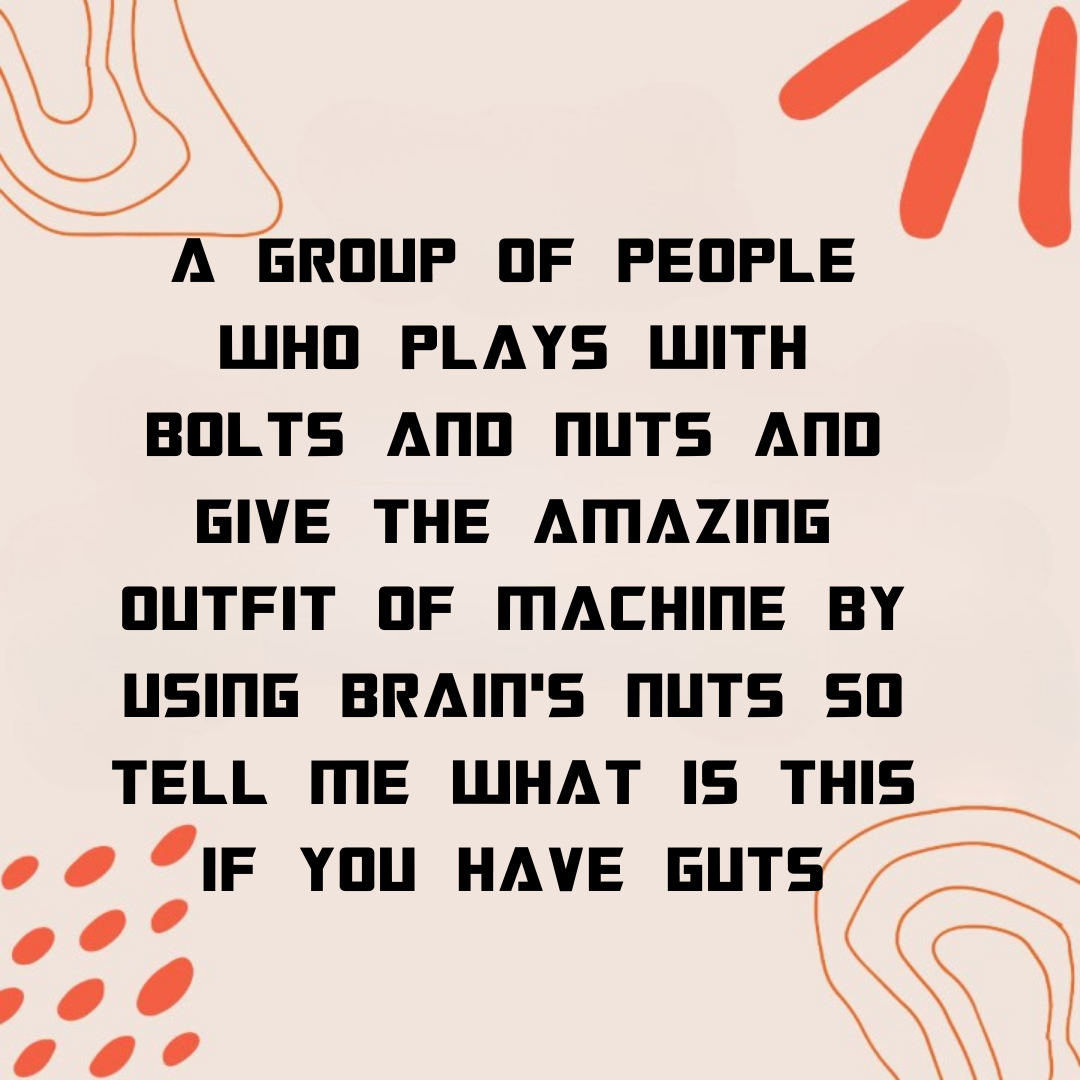 A GROUP OF PEOPLE
WHO PLAYS WITH
BOLTS AND NUTS AND
GIVE THE AMAZING
OUTFIT OF MACHINE BY
USING BRAIN'S NUTS SO
TELL ME WHAT IS THIS
IF YOU HAVE GUTS